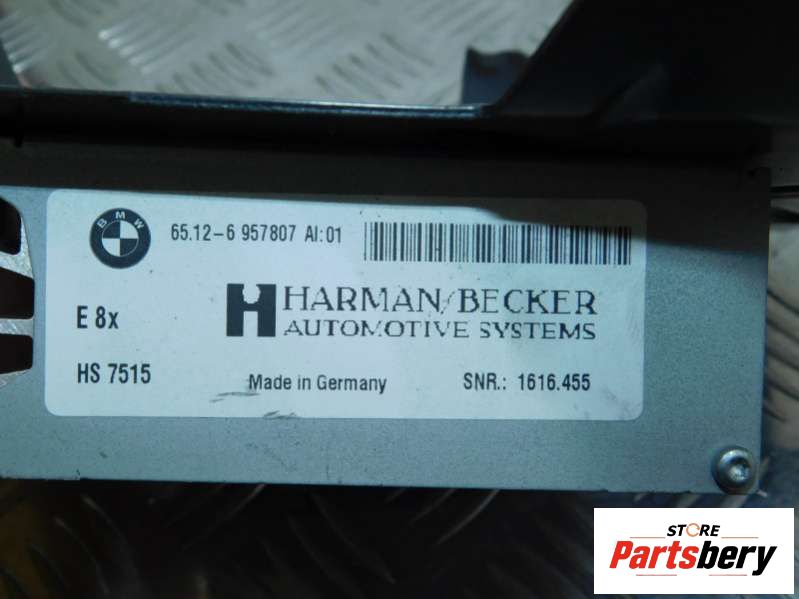 BMW
65.12-6 957807 AI:01
E 8x
HARMAN/BECKER
AUTOMOTIVE SYSTEMS
HS 7515
Made in Germany
SNR.: 1616.455
STORE
Partsbery